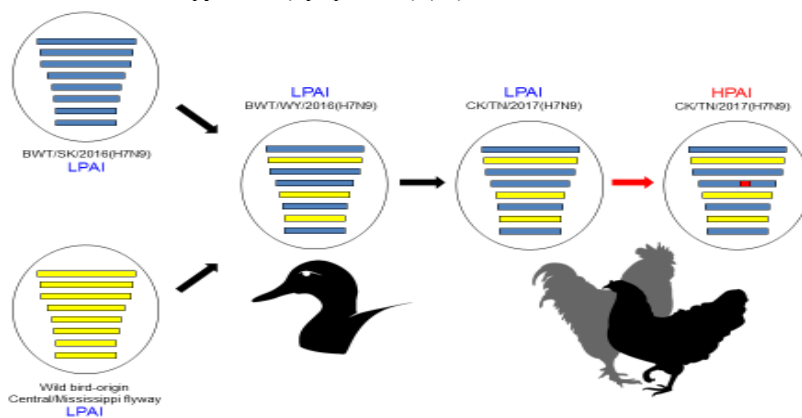 BWT/SK/2016(H7N9)
LPAI
Wild bird-origin
Central/Mississippi flyway
LPAI
LPAI
BWT/WY/2016(H7N9)
LPAI
CK/TN/2017(H7N9)
HPAI
CK/TN/2017(H7N9)